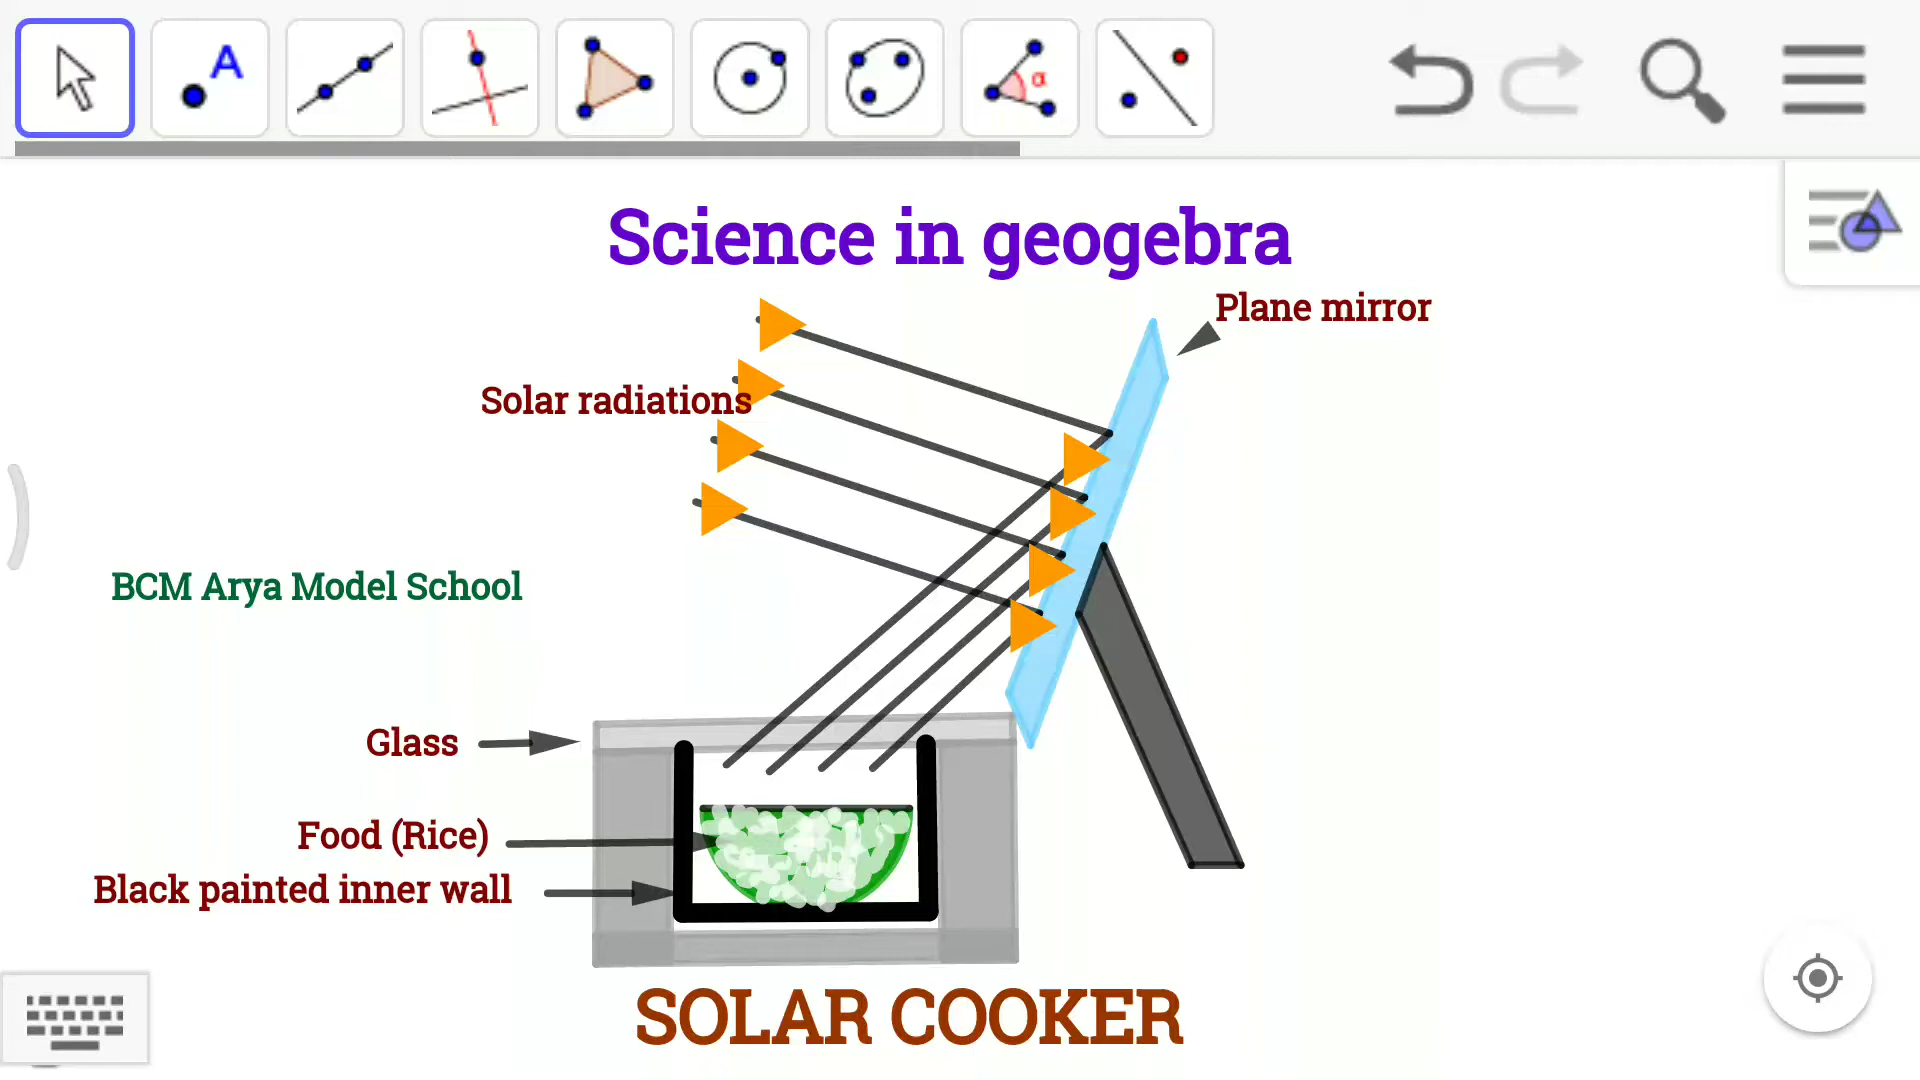 A
α
Science in geogebra
Plane mirror
Solar radiations
BCM Arya Model School
Glass
Food (Rice)
Black painted inner wall
SOLAR COOKER